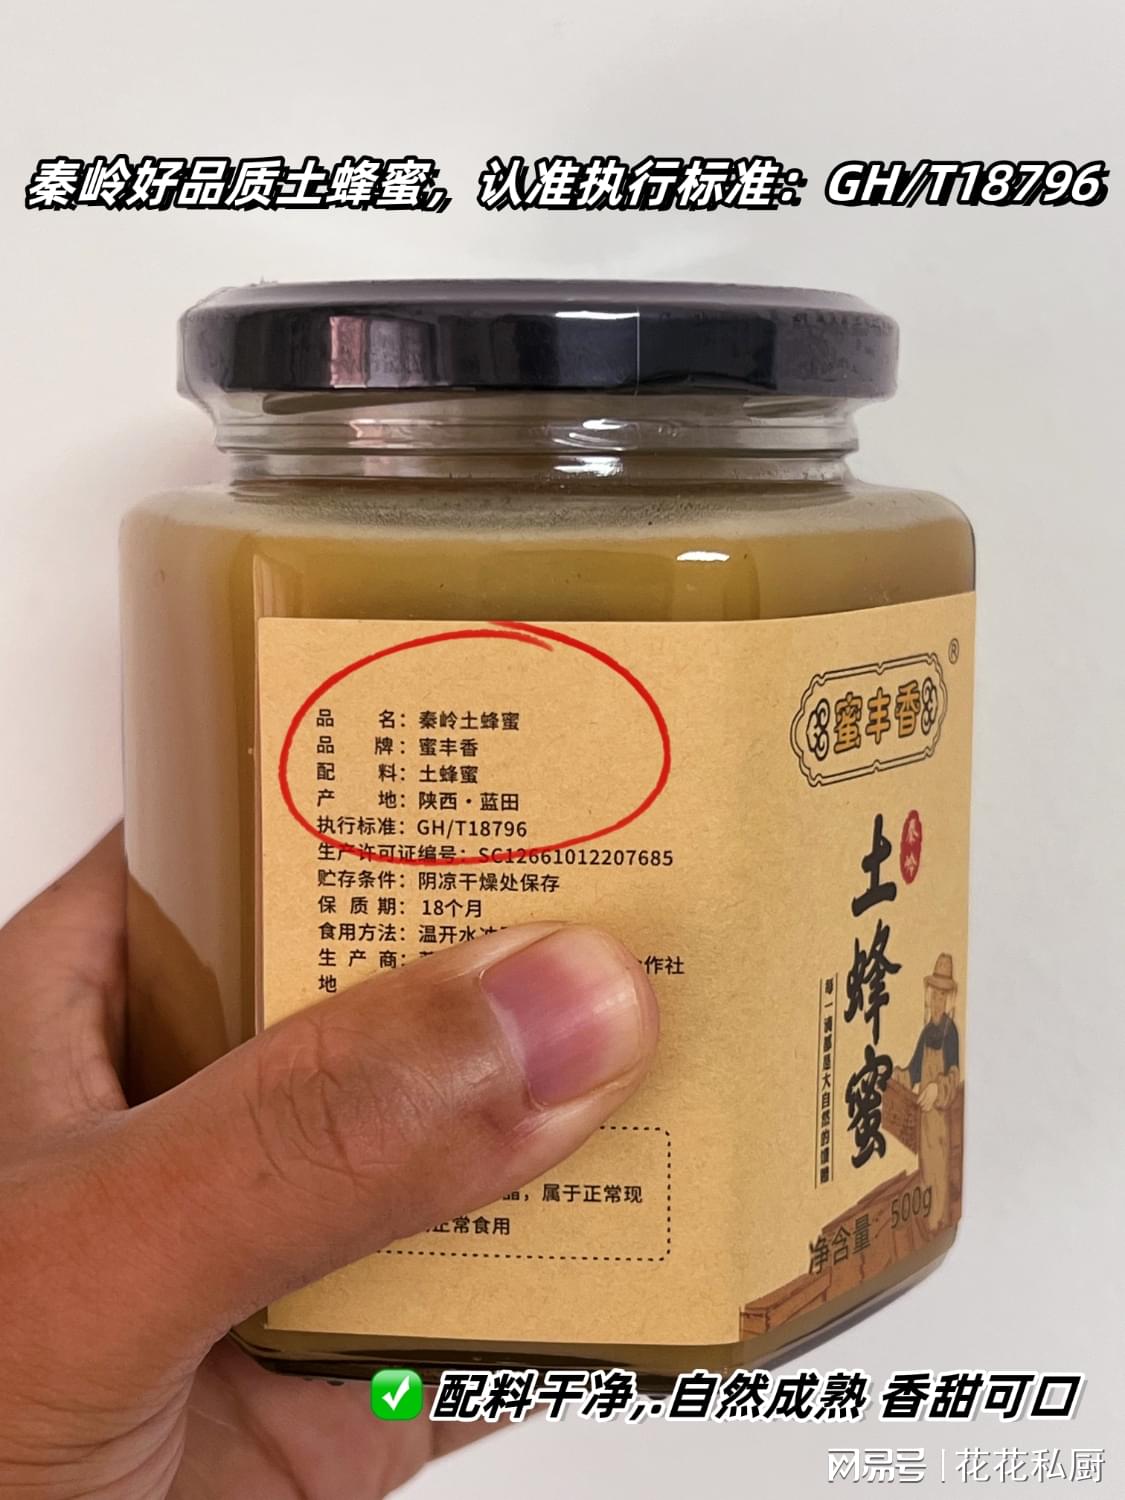 秦岭好品质土蜂蜜，认准执行标准：GH/T18796
品 名：秦岭土蜂蜜
品 牌：蜜丰香
配 料：土蜂蜜
产 地：陕西·蓝田
执行标准：GH/T18796
生产许可证编号：SC12661012207685
贮存条件：阴凉干燥处保存
保 质 期：18个月
食用方法：温开水冲
生 产 商：
作社
地
晶，属于正常现
正常食用
蜜丰香
®
秦岭
土蜂蜜
每一滴都是大自然的馈赠
净含量：500g
✅ 配料干净,.自然成熟 香甜可口
网易号 | 花花私厨